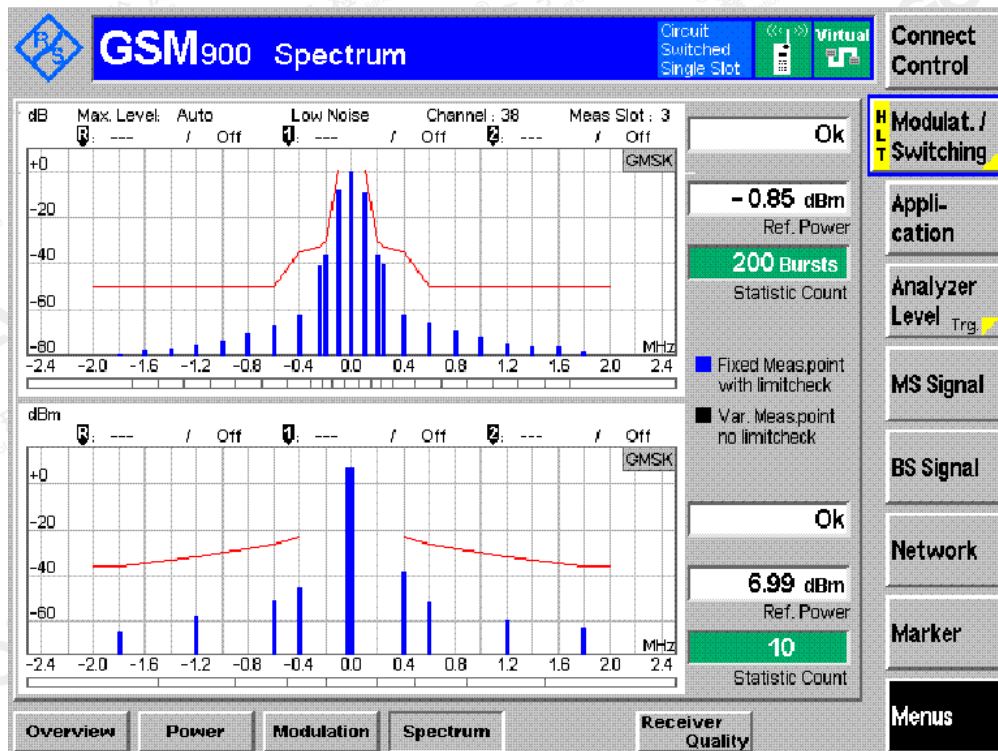 R S
GSM900 Spectrum
Circuit
Switched
Single Slot
Virtual
Connect
Control
dB Max. Level: Auto Low Noise Channel : 38 Meas Slot : 3
R: --- / Off 1: --- / Off 2: --- / Off
GMSK
+0
-20
-40
-60
-80
MHz
-2.4 -2.0 -1.6 -1.2 -0.8 -0.4 0.0 0.4 0.8 1.2 1.6 2.0 2.4
Ok
- 0.85 dBm
Ref. Power
200 Bursts
Statistic Count
Fixed Meas.point
with limitcheck
Var. Meas.point
no limitcheck
dBm
R: --- / Off 1: --- / Off 2: --- / Off
GMSK
+0
-20
-40
-60
MHz
-2.4 -2.0 -1.6 -1.2 -0.8 -0.4 0.0 0.4 0.8 1.2 1.6 2.0 2.4
Ok
6.99 dBm
Ref. Power
10
Statistic Count
HLT
Modulat. /
Switching
Appli-
cation
Analyzer
Level Trg.
MS Signal
BS Signal
Network
Marker
Menus
Overview Power Modulation Spectrum Receiver
Quality